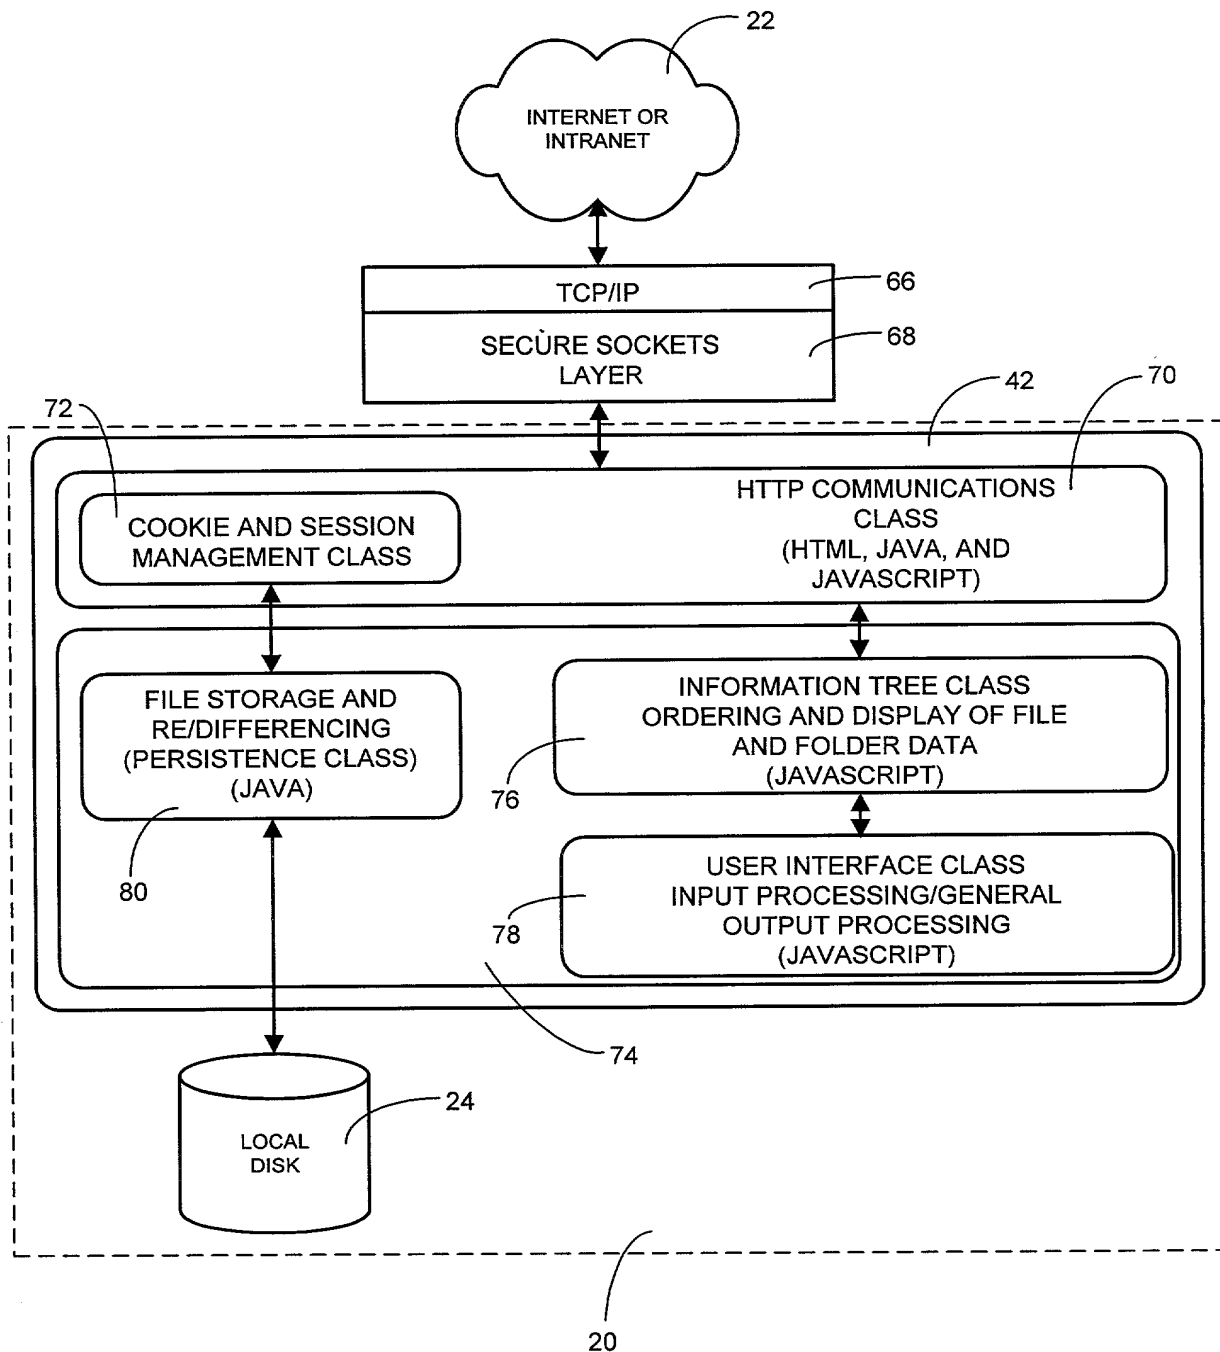 22
INTERNET OR
INTRANET
TCP/IP
66
SECURE SOCKETS
LAYER
68
42
70
72
COOKIE AND SESSION
MANAGEMENT CLASS
HTTP COMMUNICATIONS
CLASS
(HTML, JAVA, AND
JAVASCRIPT)
FILE STORAGE AND
RE/DIFFERENCING
(PERSISTENCE CLASS)
(JAVA)
80
INFORMATION TREE CLASS
ORDERING AND DISPLAY OF FILE
AND FOLDER DATA
(JAVASCRIPT)
76
USER INTERFACE CLASS
INPUT PROCESSING/GENERAL
OUTPUT PROCESSING
(JAVASCRIPT)
78
74
LOCAL
DISK
24
20